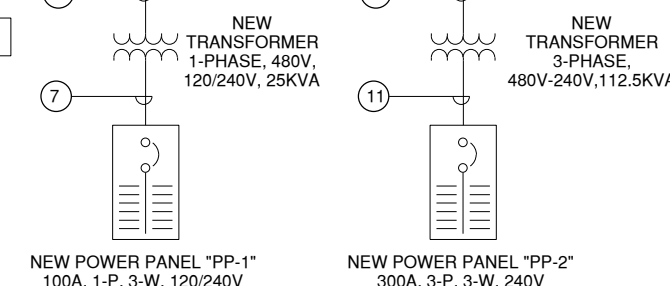 NEW
TRANSFORMER
1-PHASE, 480V,
120/240V, 25KVA
7
NEW POWER PANEL "PP-1"
100A, 1-P, 3-W, 120/240V
NEW
TRANSFORMER
3-PHASE,
480V-240V,112.5KVA
11
NEW POWER PANEL "PP-2"
300A, 3-P, 3-W, 240V